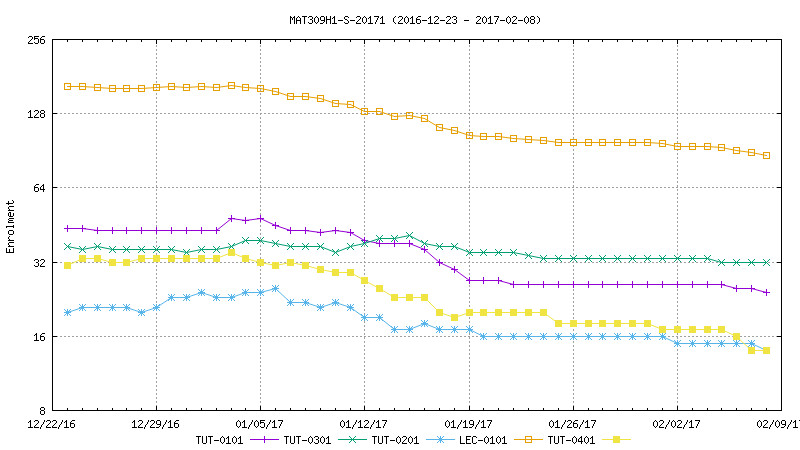 MAT309H1-S-20171 (2016-12-23 - 2017-02-08)
256
128
64
32
16
8
Enrolment
12/22/16 12/29/16 01/05/17 01/12/17 01/19/17 01/26/17 02/02/17 02/09/17
TUT-0101 TUT-0301 TUT-0201 LEC-0101 TUT-0401